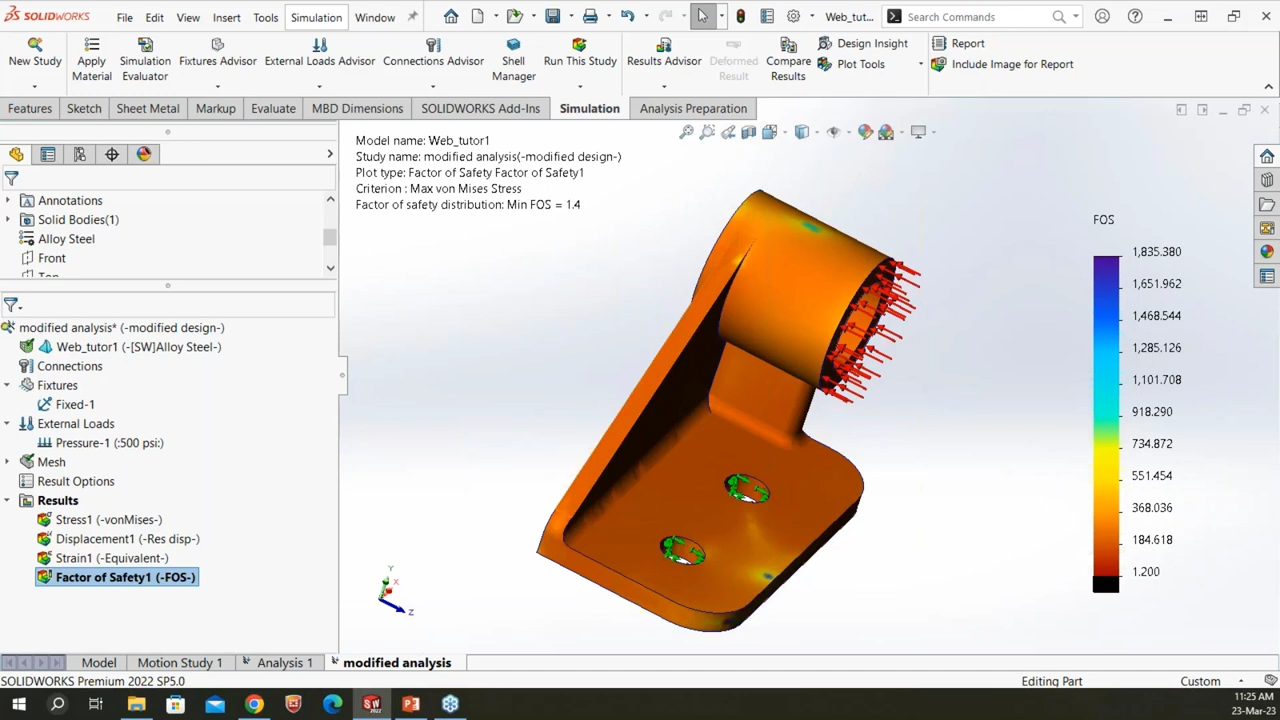 SOLIDWORKS File Edit View Insert Tools Simulation Window Web_tut... Search Commands
New Study
Apply Material
Simulation Evaluator
Fixtures Advisor
External Loads Advisor
Connections Advisor
Shell Manager
Run This Study
Results Advisor
Deformed Result
Compare Results
Design Insight
Plot Tools
Report
Include Image for Report
Features Sketch Sheet Metal Markup Evaluate MBD Dimensions SOLIDWORKS Add-Ins Simulation Analysis Preparation
Annotations
Solid Bodies(1)
Alloy Steel
Front
modified analysis* (-modified design-)
Web_tutor1 (-[SW]Alloy Steel-)
Connections
Fixtures
Fixed-1
External Loads
Pressure-1 (:500 psi:)
Mesh
Result Options
Results
Stress1 (-vonMises-)
Displacement1 (-Res disp-)
Strain1 (-Equivalent-)
Factor of Safety1 (-FOS-)
Model name: Web_tutor1
Study name: modified analysis(-modified design-)
Plot type: Factor of Safety Factor of Safety1
Criterion : Max von Mises Stress
Factor of safety distribution: Min FOS = 1.4
FOS
1,835.380
1,651.962
1,468.544
1,285.126
1,101.708
918.290
734.872
551.454
368.036
184.618
1.200
Y
X
Z
Model Motion Study 1 Analysis 1 modified analysis
SOLIDWORKS Premium 2022 SP5.0 Editing Part Custom
11:25 AM
23-Mar-23